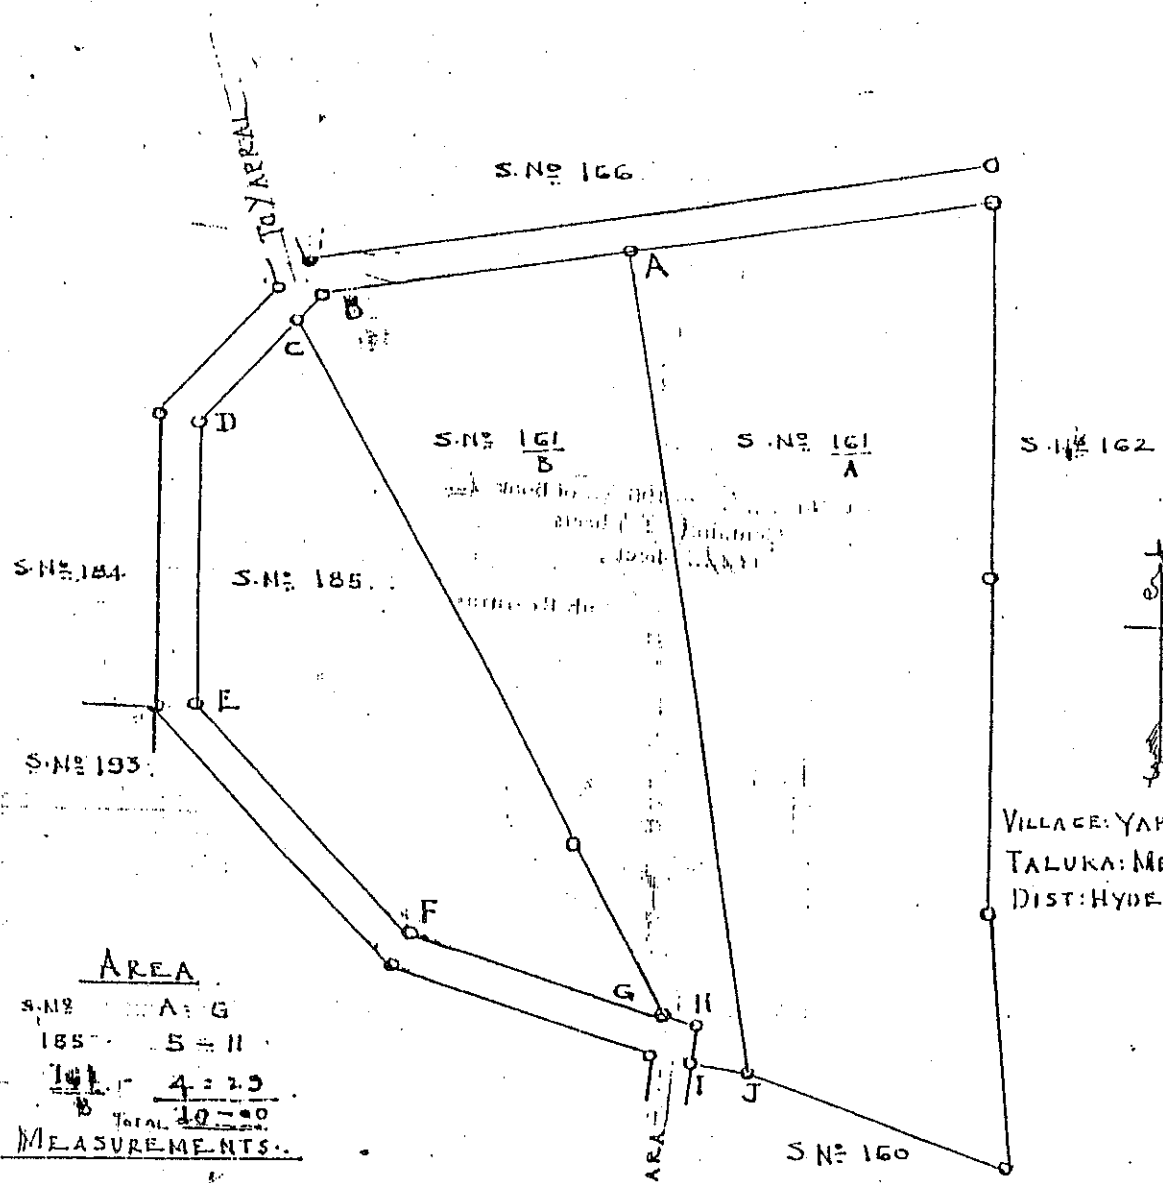 To YAPRAL
S.Nº 166
A
B
C
D
S.Nº 161/B
S.Nº 161/A
S.Nº 162
S.Nº 184
S.Nº 185
E
S.Nº 193
VILLAGE: YAP
TALUKA: ME
DIST: HYDE
F
AREA
G
H
S.Nº A: G
185 5 = 11
161/B 4 : 29
TOTAL 10-00
I
J
MEASUREMENTS
ARA
S.Nº 160